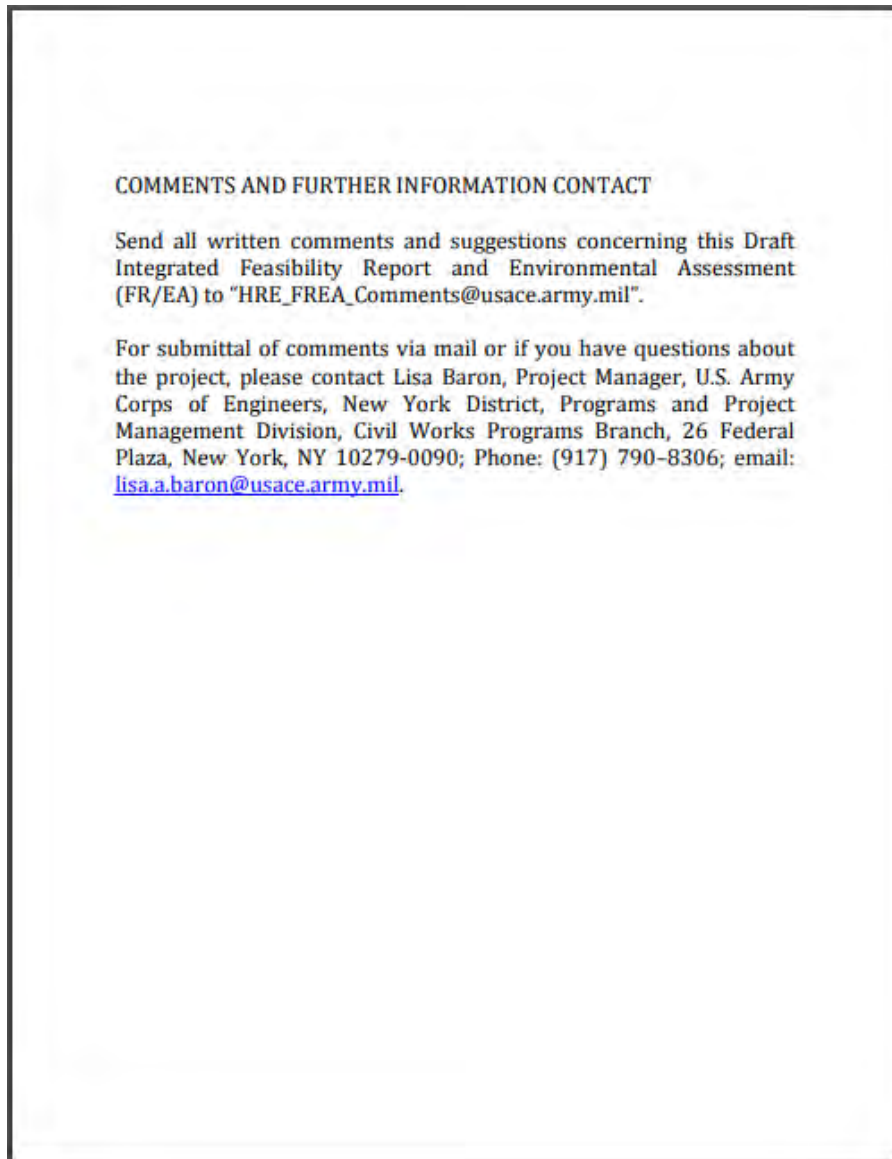 COMMENTS AND FURTHER INFORMATION CONTACT
Send all written comments and suggestions concerning this Draft
Integrated Feasibility Report and Environmental Assessment
(FR/EA) to “HRE_FREA_Comments@usace.army.mil”.
For submittal of comments via mail or if you have questions about
the project, please contact Lisa Baron, Project Manager, U.S. Army
Corps of Engineers, New York District, Programs and Project
Management Division, Civil Works Programs Branch, 26 Federal
Plaza, New York, NY 10279-0090; Phone: (917) 790–8306; email:
lisa.a.baron@usace.army.mil.